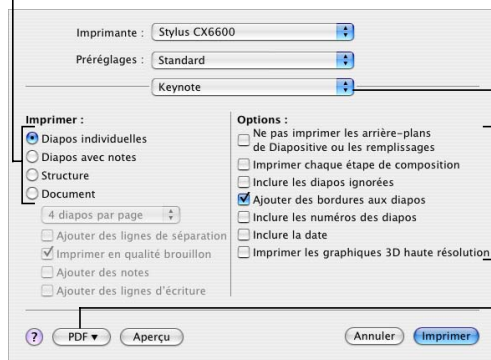 Imprimante : Stylus CX6600
Préréglages : Standard
Keynote
Imprimer :
Diapos individuelles
Diapos avec notes
Structure
Document
4 diapos par page
Ajouter des lignes de séparation
Imprimer en qualité brouillon
Ajouter des notes
Ajouter des lignes d'écriture
Options :
Ne pas imprimer les arrière-plans
de Diapositive ou les remplissages
Imprimer chaque étape de composition
Inclure les diapos ignorées
Ajouter des bordures aux diapos
Inclure les numéros des diapos
Inclure la date
Imprimer les graphiques 3D haute résolution
? PDF Aperçu Annuler Imprimer